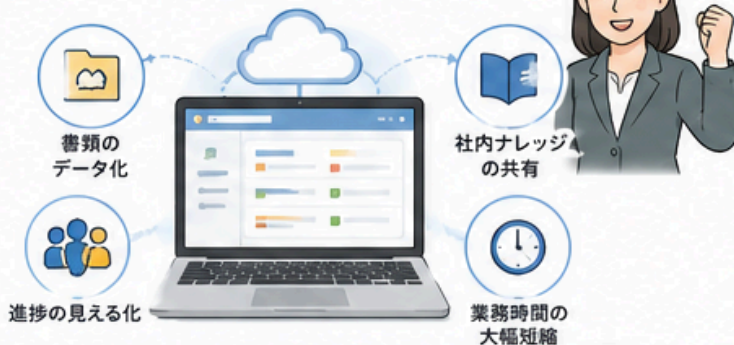 書類の
データ化
社内ナレッジ
の共有
進捗の見える化
業務時間の
大幅短縮